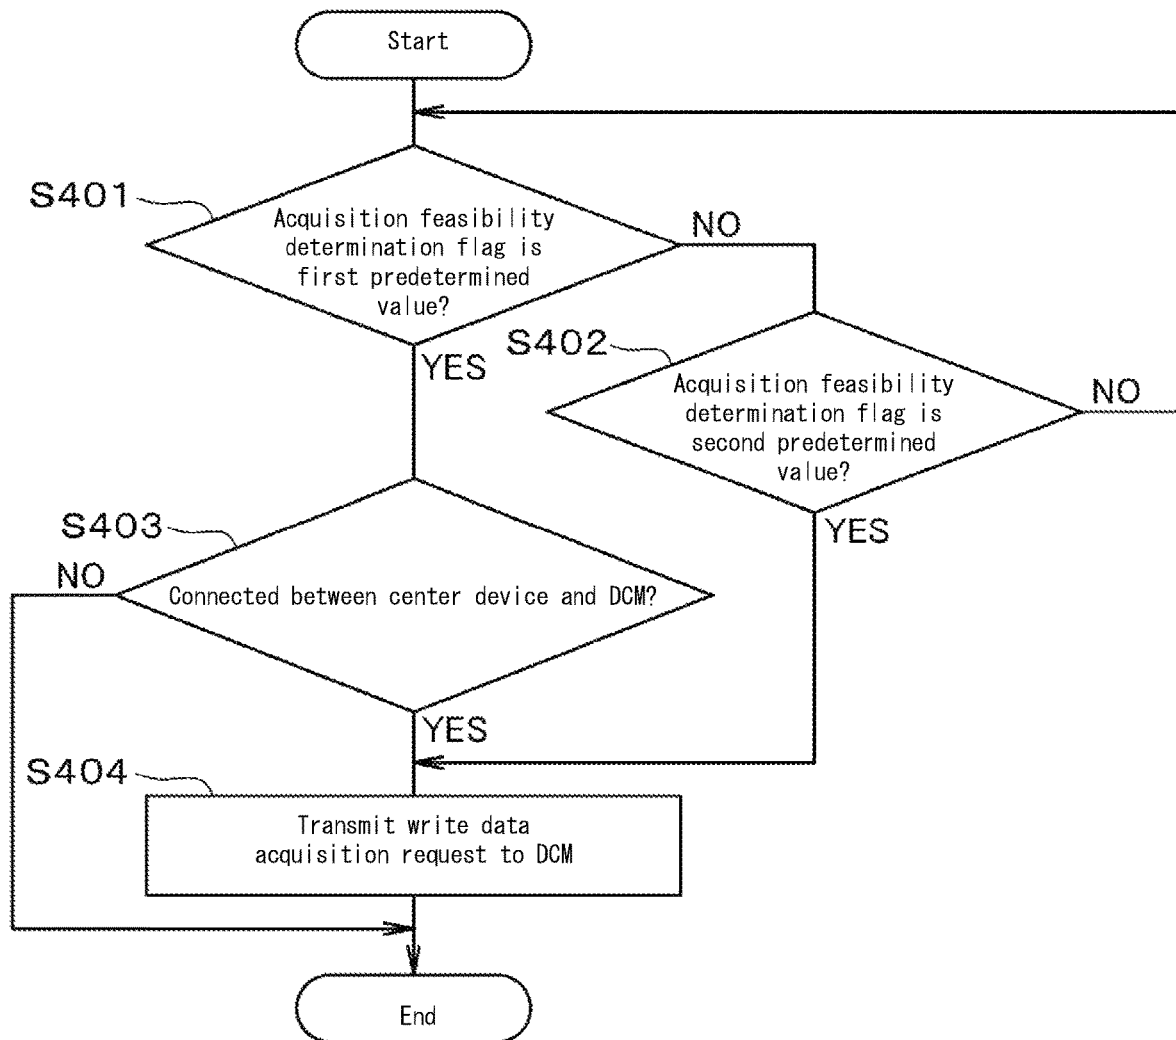 Start
S401
Acquisition feasibility
determination flag is
first predetermined
value?
NO
YES
S402
Acquisition feasibility
determination flag is
second predetermined
value?
NO
YES
S403
NO
Connected between center device and DCM?
YES
S404
Transmit write data
acquisition request to DCM
End